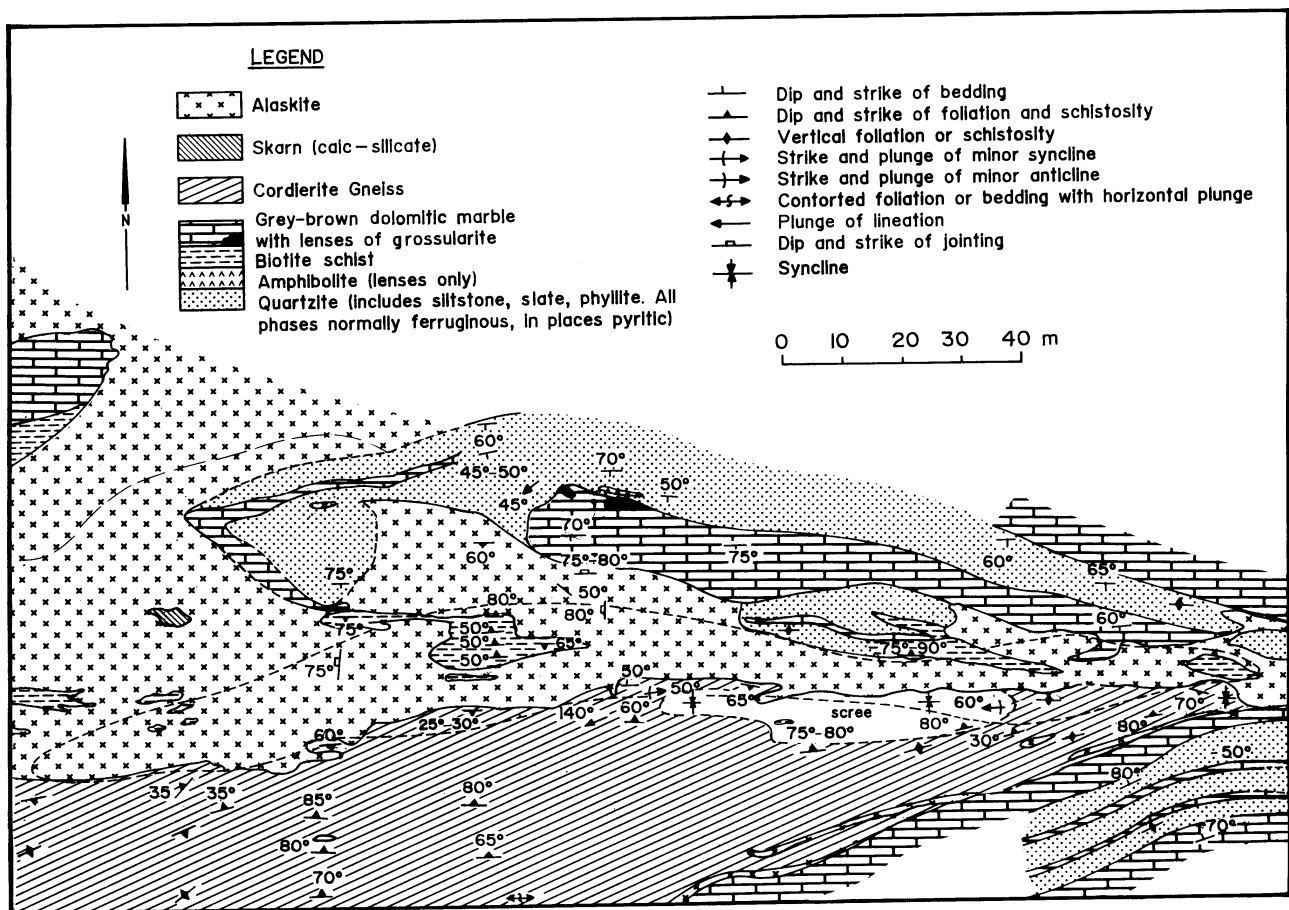 LEGEND
Alaskite
Skarn (calc-silicate)
Cordierite Gneiss
Grey-brown dolomitic marble
with lenses of grossularite
Biotite schist
Amphibolite (lenses only)
Quartzite (includes siltstone, slate, phyllite. All
phases normally ferruginous, in places pyritic)
N
Dip and strike of bedding
Dip and strike of foliation and schistosity
Vertical foliation or schistosity
Strike and plunge of minor syncline
Strike and plunge of minor anticline
Contorted foliation or bedding with horizontal plunge
Plunge of lineation
Dip and strike of jointing
Syncline
0 10 20 30 40 m
60°
45°-50°
45°
70°
50°
70°
60°
75°-80°
75°
60°
65°
75°
50°
80°
80°
60°
75°
50°
50°
50°
65°
75°-90°
75°
50°
50°
65°
60°
70°
140°
60°
scree
25°-30°
75°-80°
80°
30°
80°
60°
50°
80°
35
35°
85°
80°
70°
80°
65°
70°